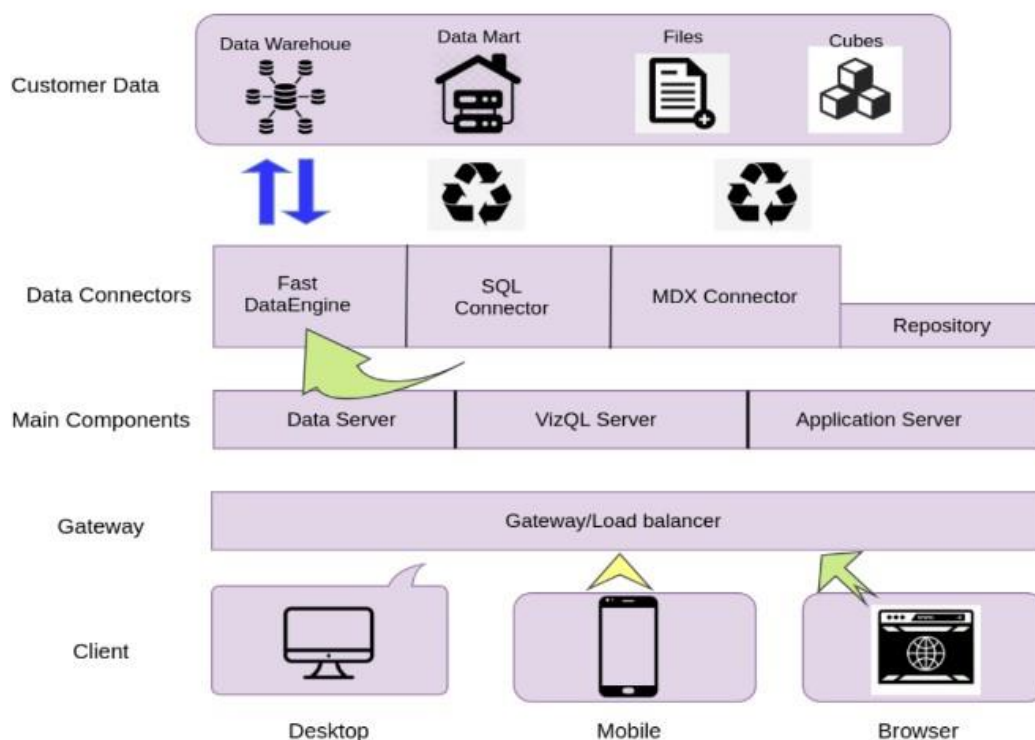 Customer Data
Data Warehoue
Data Mart
Files
Cubes
Data Connectors
Fast
DataEngine
SQL
Connector
MDX Connector
Repository
Main Components
Data Server
VizQL Server
Application Server
Gateway
Gateway/Load balancer
Client
Desktop
Mobile
Browser